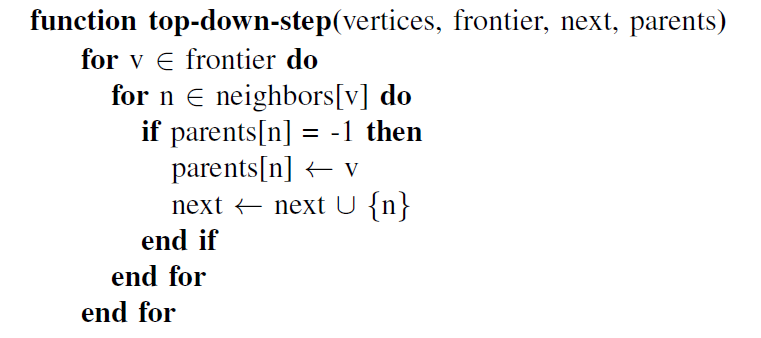 function top-down-step(vertices, frontier, next, parents)
for v ∈ frontier do
for n ∈ neighbors[v] do
if parents[n] = -1 then
parents[n] ← v
next ← next ∪ {n}
end if
end for
end for